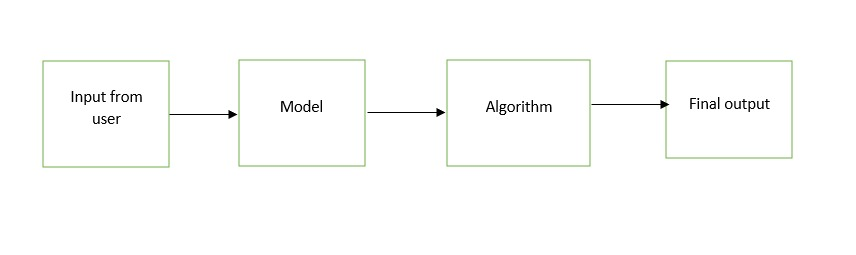 Input from
user
Model
Algorithm
Final output